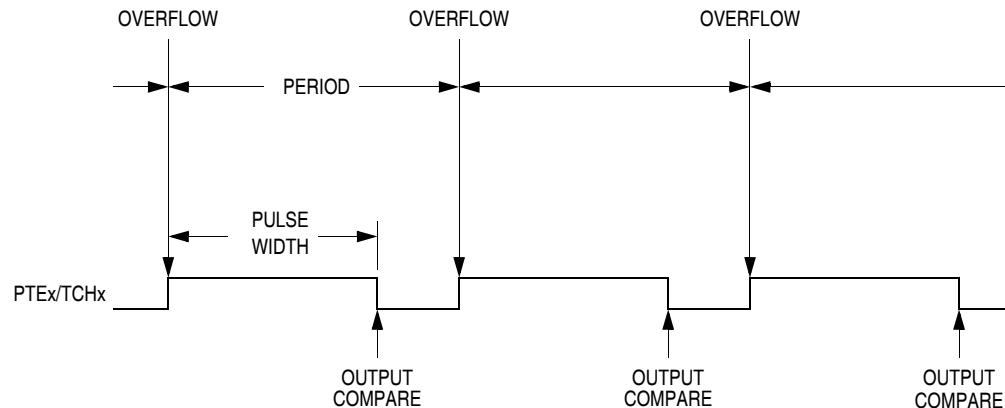 OVERFLOW
OVERFLOW
OVERFLOW
PERIOD
PULSE
WIDTH
PTEx/TCHx
OUTPUT
COMPARE
OUTPUT
COMPARE
OUTPUT
COMPARE